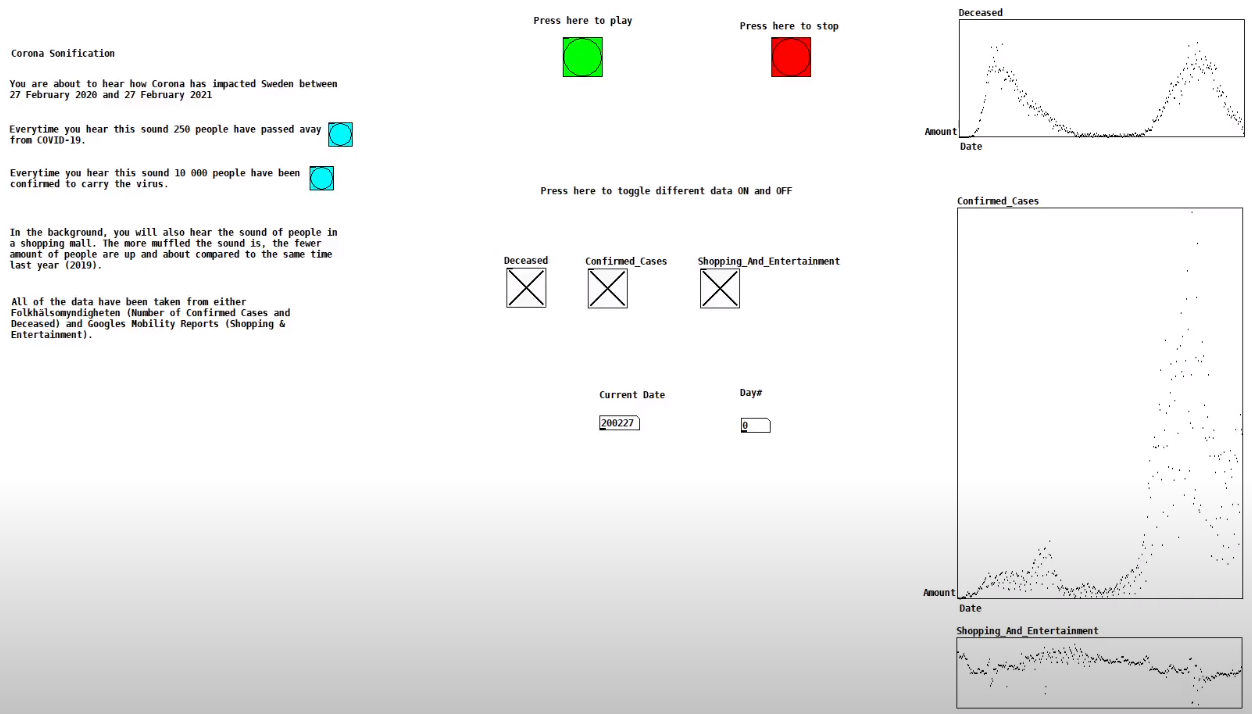 Corona Sonification
You are about to hear how Corona has impacted Sweden between
27 February 2020 and 27 February 2021
Everytime you hear this sound 250 people have passed avay
from COVID-19.
Everytime you hear this sound 10 000 people have been
confirmed to carry the virus.
In the background, you will also hear the sound of people in
a shopping mall. The more muffled the sound is, the fewer
amount of people are up and about compared to the same time
last year (2019).
All of the data have been taken from either
Folkhälsomyndigheten (Number of Confirmed Cases and
Deceased) and Googles Mobility Reports (Shopping &
Entertainment).
Press here to play
Press here to stop
Press here to toggle different data ON and OFF
Deceased
Confirmed_Cases
Shopping_And_Entertainment
Current Date
200227
Day#
0
Deceased
Amount
Date
Confirmed_Cases
Amount
Date
Shopping_And_Entertainment